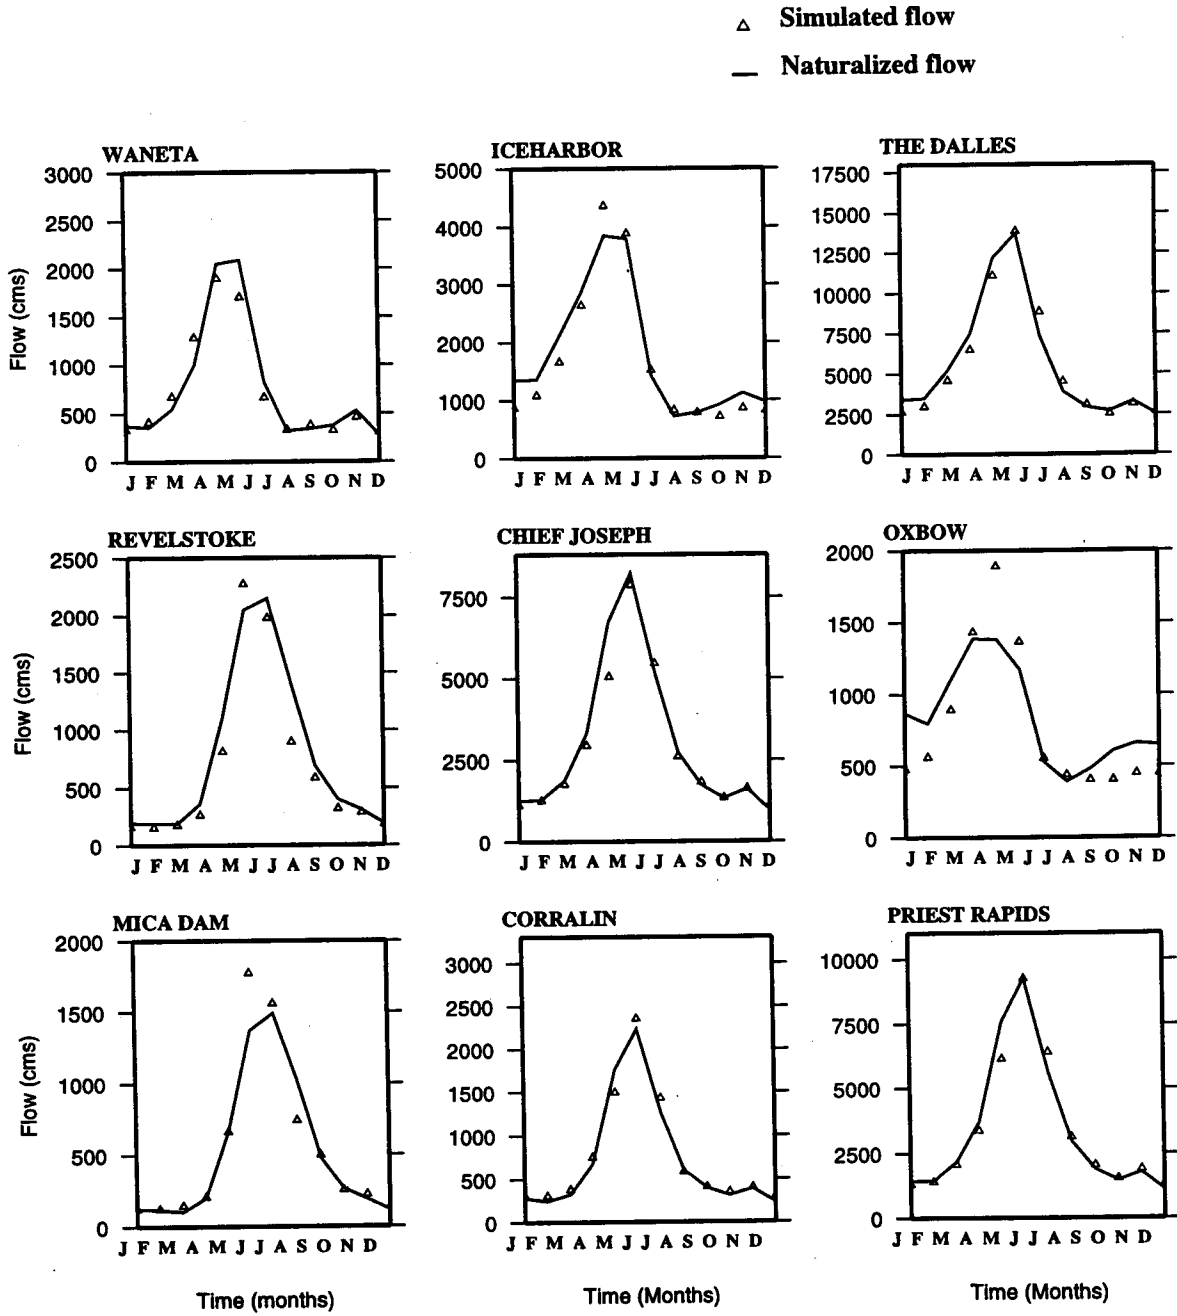 Simulated flow
Naturalized flow
WANETA
3000
2500
2000
1500
1000
500
0
Flow (cms)
J F M A M J J A S O N D
ICEHARBOR
5000
4000
3000
2000
1000
0
J F M A M J J A S O N D
THE DALLES
17500
15000
12500
10000
7500
5000
2500
0
J F M A M J J A S O N D
REVELSTOKE
2500
2000
1500
1000
500
0
Flow (cms)
J F M A M J J A S O N D
CHIEF JOSEPH
7500
5000
2500
0
J F M A M J J A S O N D
OXBOW
2000
1500
1000
500
0
J F M A M J J A S O N D
MICA DAM
2000
1500
1000
500
0
Flow (cms)
J F M A M J J A S O N D
Time (months)
CORRALIN
3000
2500
2000
1500
1000
500
0
J F M A M J J A S O N D
Time (Months)
PRIEST RAPIDS
10000
7500
5000
2500
0
J F M A M J J A S O N D
Time (Months)